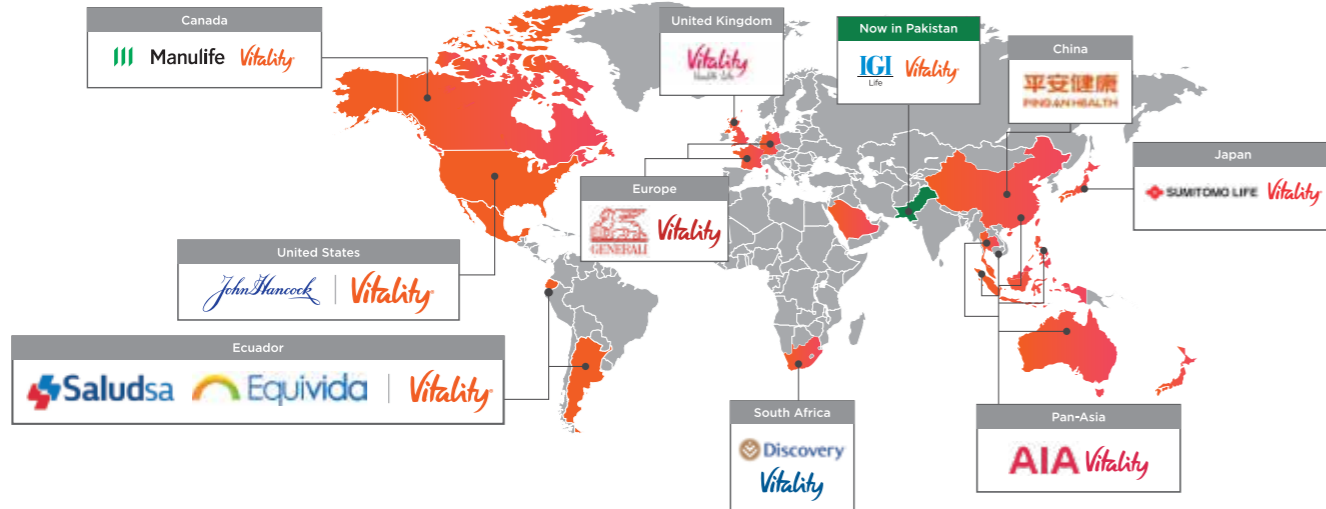 Canada
Manulife Vitality
United Kingdom
Vitality
Health Life
Now in Pakistan
IGI
Life
Vitality
China
平安健康
PINGAN HEALTH
Japan
SUMITOMO LIFE Vitality
Europe
GENERALI
Vitality
United States
John Hancock Vitality
Ecuador
Saludsa Equivida Vitality
South Africa
Discovery
Vitality
Pan-Asia
AIA Vitality